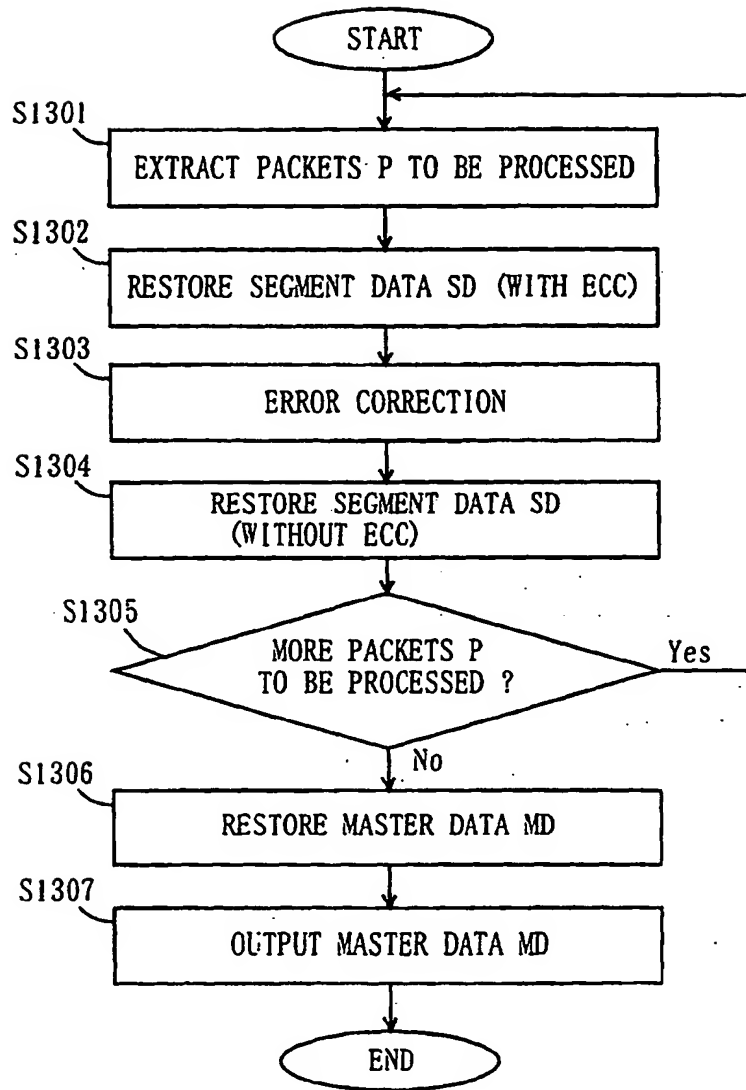 START
S1301
EXTRACT PACKETS P TO BE PROCESSED
S1302
RESTORE SEGMENT DATA SD (WITH ECC)
S1303
ERROR CORRECTION
S1304
RESTORE SEGMENT DATA SD
(WITHOUT ECC)
S1305
MORE PACKETS P
TO BE PROCESSED ?
Yes
No
S1306
RESTORE MASTER DATA MD
S1307
OUTPUT MASTER DATA MD
END